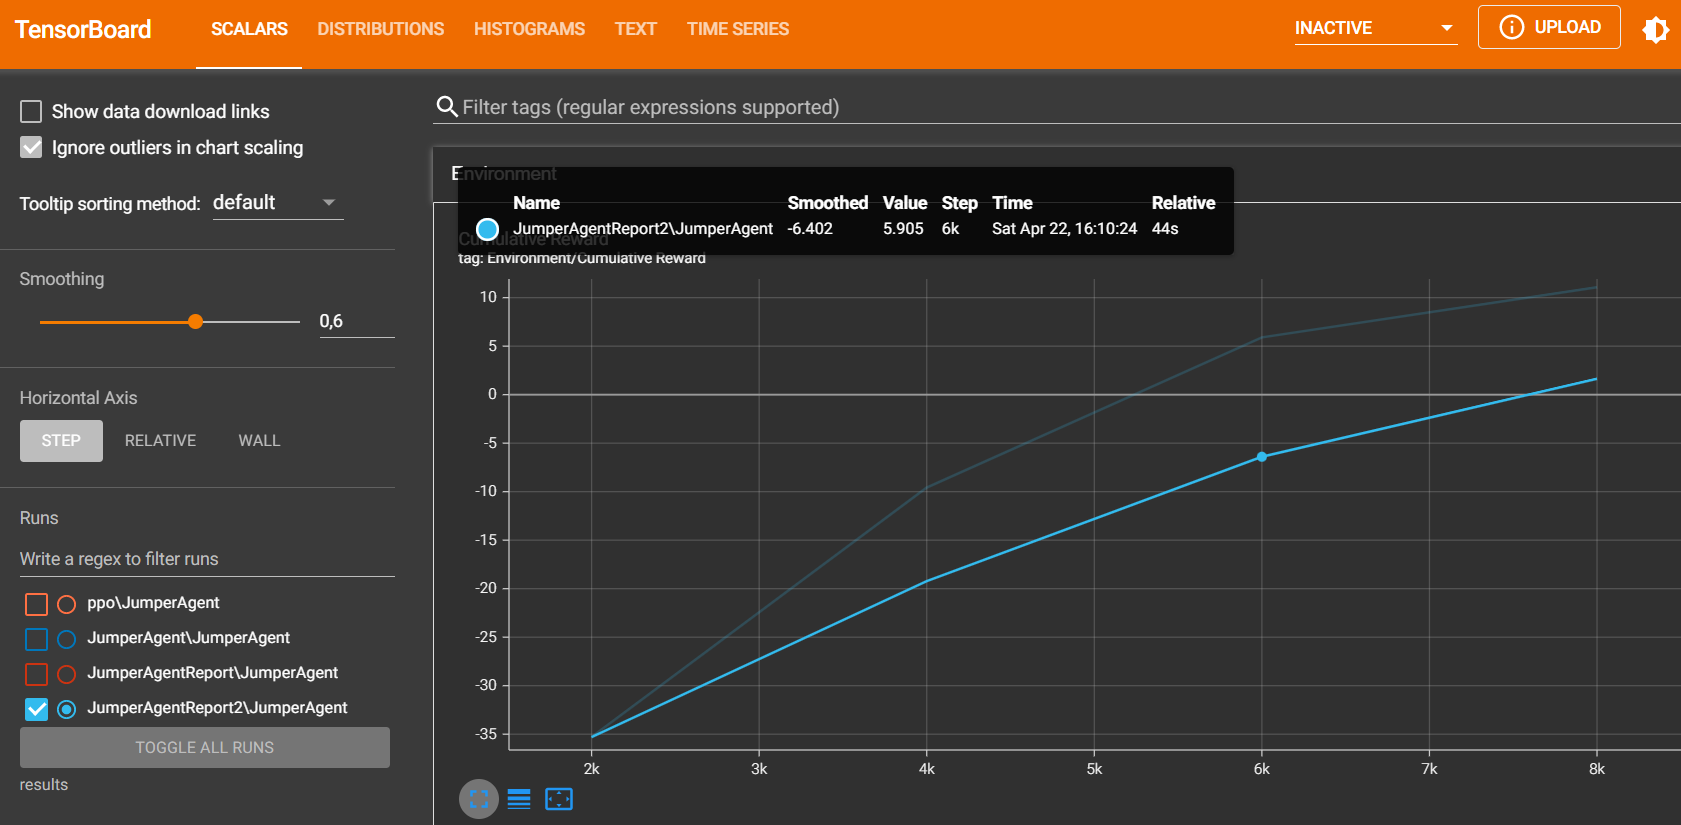 TensorBoard
SCALARS DISTRIBUTIONS HISTOGRAMS TEXT TIME SERIES
INACTIVE
UPLOAD
Show data download links
Ignore outliers in chart scaling
Tooltip sorting method: default
Smoothing
0,6
Horizontal Axis
STEP RELATIVE WALL
Runs
Write a regex to filter runs
ppo\JumperAgent
JumperAgent\JumperAgent
JumperAgentReport\JumperAgent
JumperAgentReport2\JumperAgent
TOGGLE ALL RUNS
results
Filter tags (regular expressions supported)
Environment
Name Smoothed Value Step Time Relative
JumperAgentReport2\JumperAgent -6.402 5.905 6k Sat Apr 22, 16:10:24 44s
Cumulative Reward
tag: Environment/Cumulative Reward
10
5
0
-5
-10
-15
-20
-25
-30
-35
2k 3k 4k 5k 6k 7k 8k